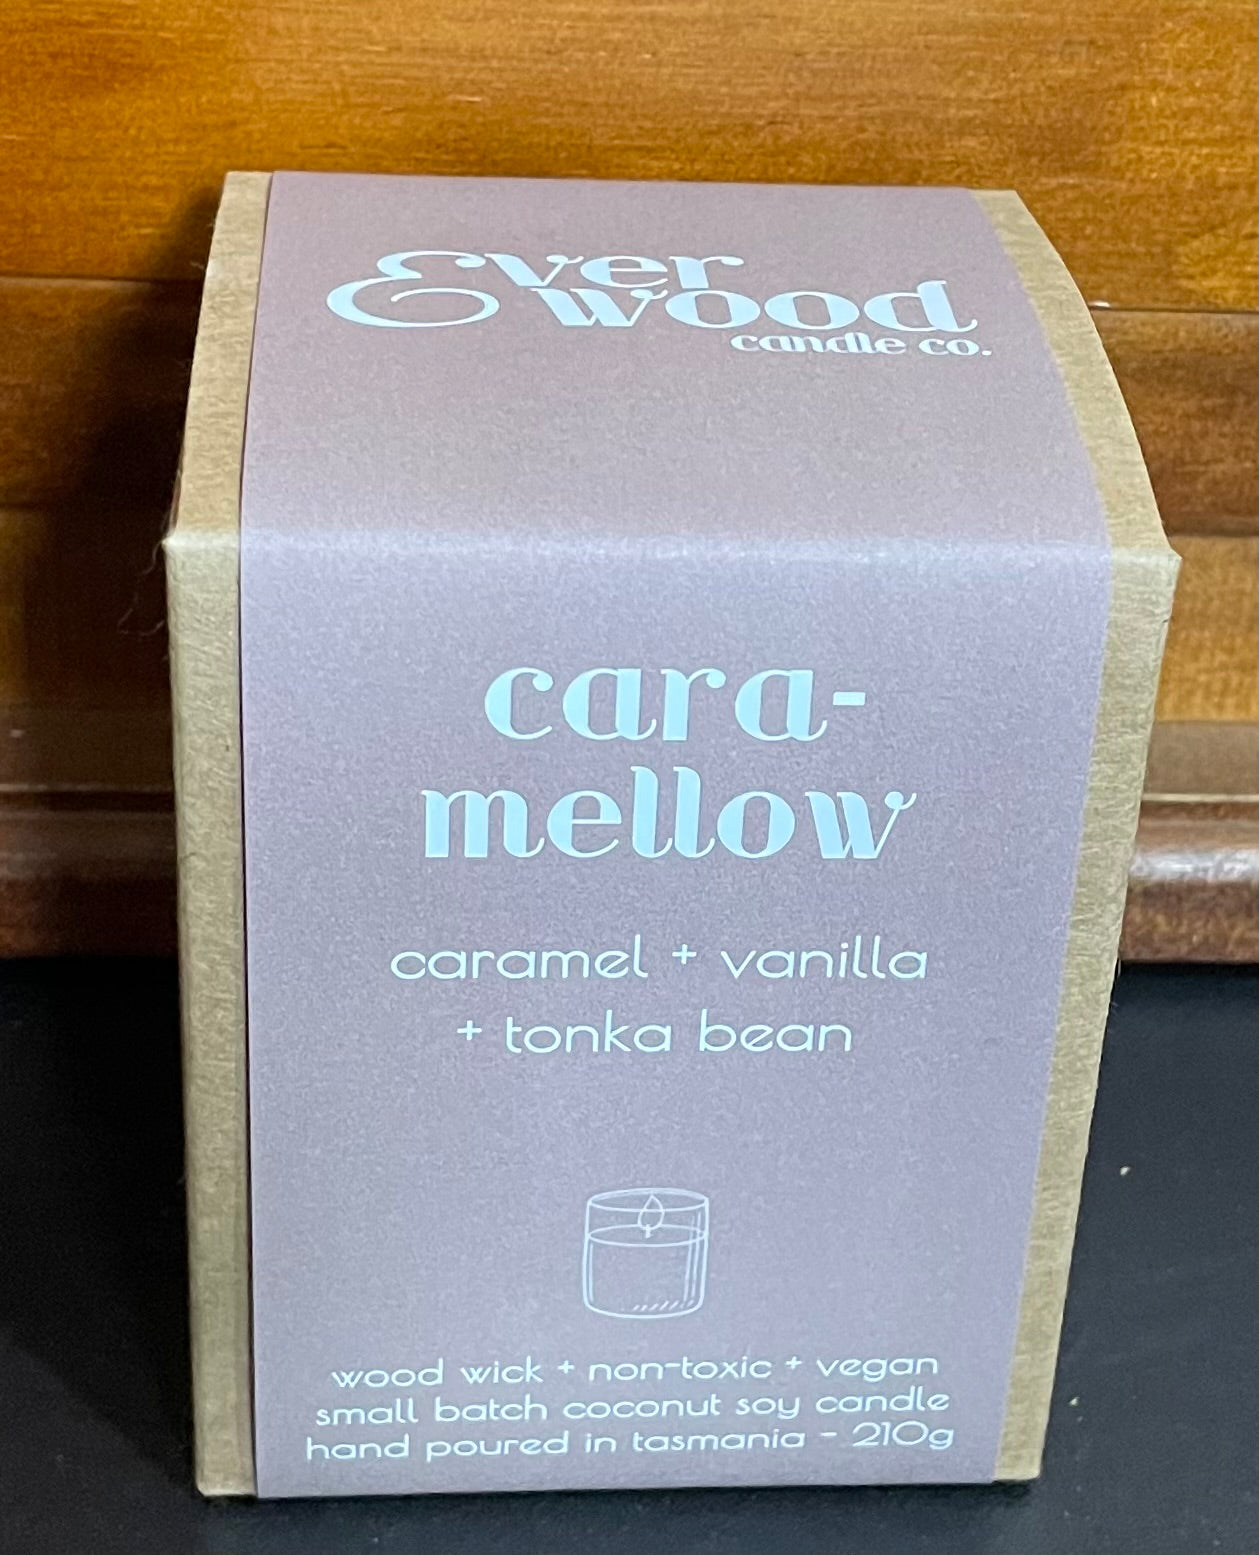 Ever
wood
candle co.
cara-
mellow
caramel + vanilla
+ tonka bean
wood wick + non-toxic + vegan
small batch coconut soy candle
hand poured in tasmania - 210g